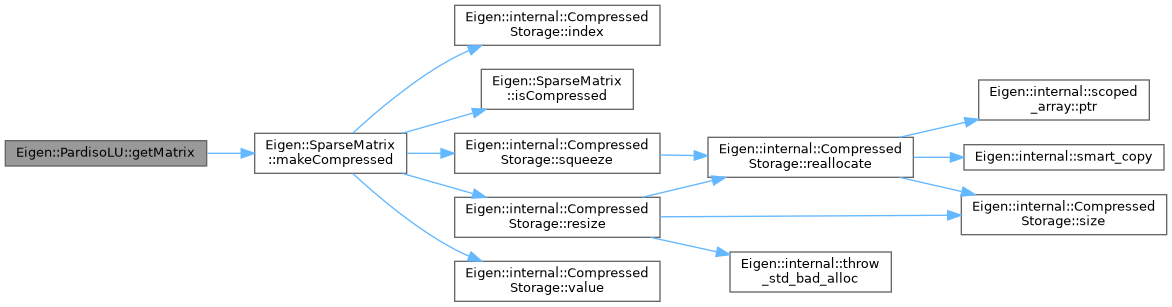 Eigen::PardisoLU::getMatrix
Eigen::SparseMatrix
::makeCompressed
Eigen::internal::Compressed
Storage::index
Eigen::SparseMatrix
::isCompressed
Eigen::internal::Compressed
Storage::squeeze
Eigen::internal::Compressed
Storage::resize
Eigen::internal::Compressed
Storage::value
Eigen::internal::Compressed
Storage::reallocate
Eigen::internal::throw
_std_bad_alloc
Eigen::internal::scoped
_array::ptr
Eigen::internal::smart_copy
Eigen::internal::Compressed
Storage::size